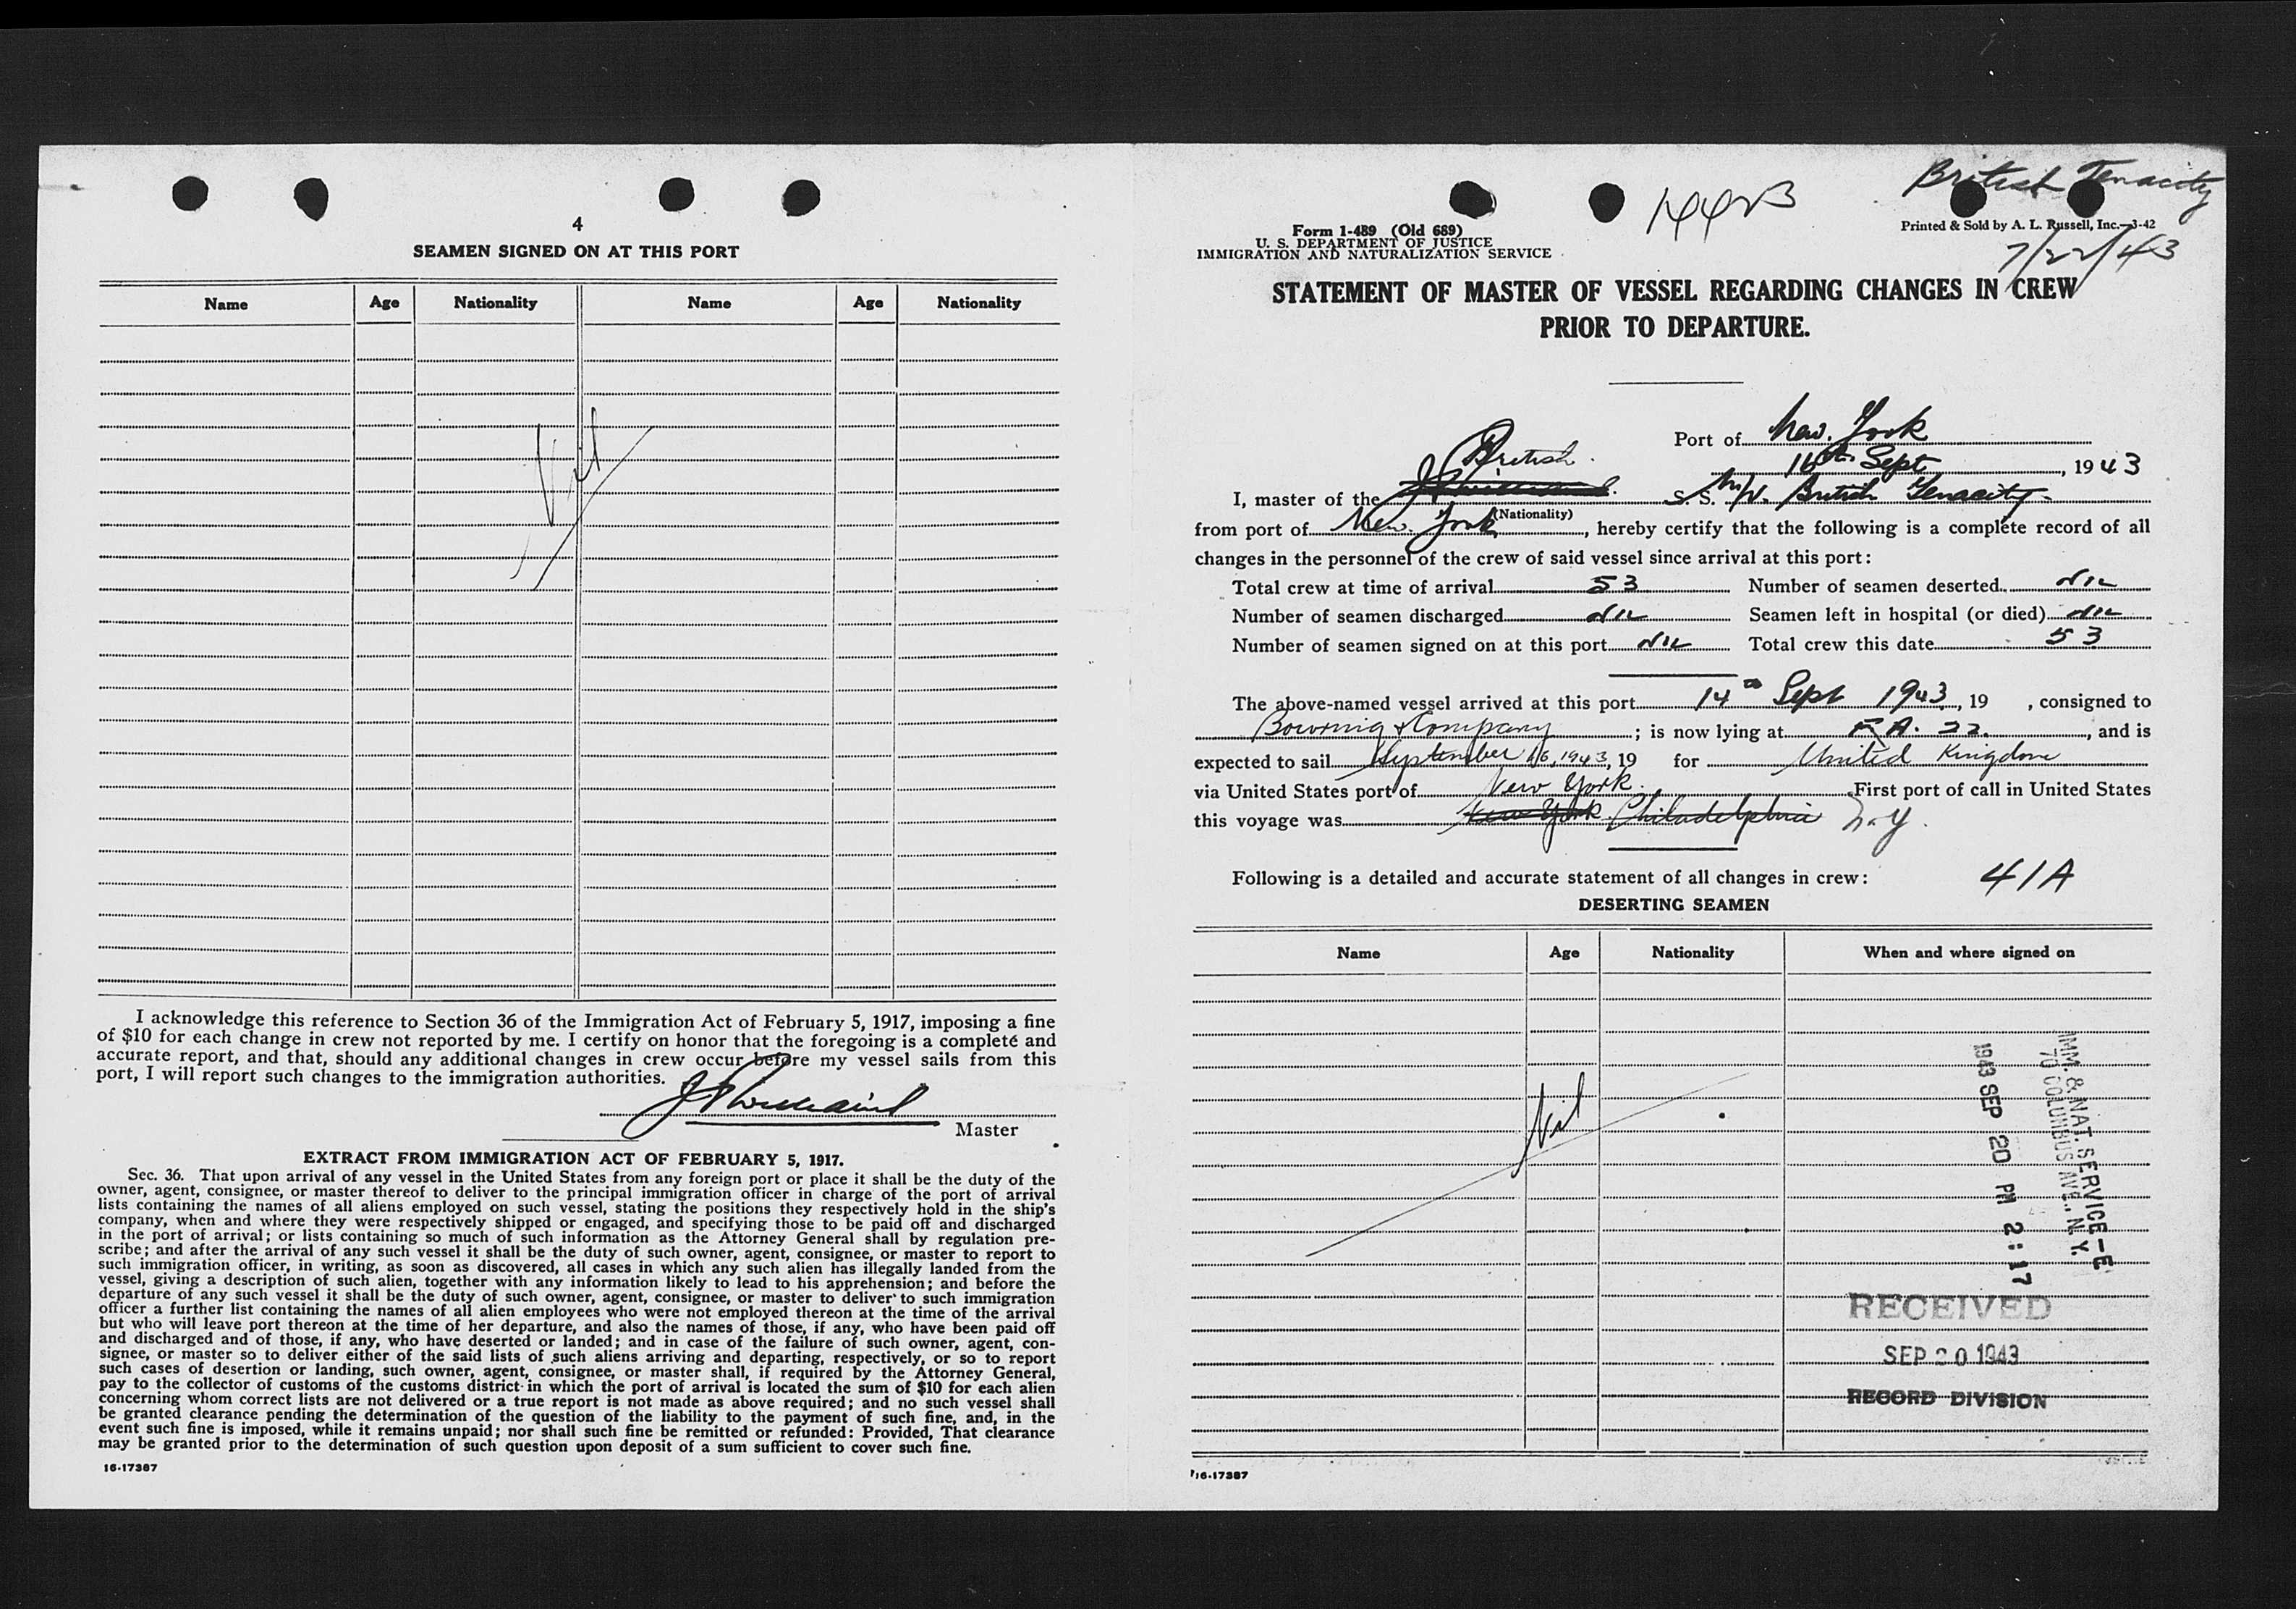 4
SEAMEN SIGNED ON AT THIS PORT
Name Age Nationality Name Age Nationality
Nil
I acknowledge this reference to Section 36 of the Immigration Act of February 5, 1917, imposing a fine
of $10 for each change in crew not reported by me. I certify on honor that the foregoing is a complete and
accurate report, and that, should any additional changes in crew occur before my vessel sails from this
port, I will report such changes to the immigration authorities.
Master
EXTRACT FROM IMMIGRATION ACT OF FEBRUARY 5, 1917.
Sec. 36. That upon arrival of any vessel in the United States from any foreign port or place it shall be the duty of the
owner, agent, consignee, or master thereof to deliver to the principal immigration officer in charge of the port of arrival
lists containing the names of all aliens employed on such vessel, stating the positions they respectively hold in the ship's
company, when and where they were respectively shipped or engaged, and specifying those to be paid off and discharged
in the port of arrival; or lists containing so much of such information as the Attorney General shall by regulation pre-
scribe; and after the arrival of any such vessel it shall be the duty of such owner, agent, consignee, or master to report to
such immigration officer, in writing, as soon as discovered, all cases in which any such alien has illegally landed from the
vessel, giving a description of such alien, together with any information likely to lead to his apprehension; and before the
departure of any such vessel it shall be the duty of such owner, agent, consignee, or master to deliver to such immigration
officer a further list containing the names of all alien employees who were not employed thereon at the time of the arrival
but who will leave port thereon at the time of her departure, and also the names of those, if any, who have been paid off
and discharged and of those, if any, who have deserted or landed; and in case of the failure of such owner, agent, con-
signee, or master so to deliver either of the said lists of such aliens arriving and departing, respectively, or so to report
such cases of desertion or landing, such owner, agent, consignee, or master shall, if required by the Attorney General,
pay to the collector of customs of the customs district in which the port of arrival is located the sum of $10 for each alien
concerning whom correct lists are not delivered or a true report is not made as above required; and no such vessel shall
be granted clearance pending the determination of the question of the liability to the payment of such fine, and, in the
event such fine is imposed, while it remains unpaid; nor shall such fine be remitted or refunded: Provided, That clearance
may be granted prior to the determination of such question upon deposit of a sum sufficient to cover such fine.
16-17387
British Tenacity
Form 1-489 (Old 689)
U. S. DEPARTMENT OF JUSTICE
IMMIGRATION AND NATURALIZATION SERVICE
Printed & Sold by A. L. Russell, Inc.—3-42
7/22/43
STATEMENT OF MASTER OF VESSEL REGARDING CHANGES IN CREW
PRIOR TO DEPARTURE.
Port of New York
16th Sept, 1943
British
I, master of the S. S. M/V. British Tenacity
(Nationality)
from port of New York, hereby certify that the following is a complete record of all
changes in the personnel of the crew of said vessel since arrival at this port:
Total crew at time of arrival 53 Number of seamen deserted NIL
Number of seamen discharged NIL Seamen left in hospital (or died) NIL
Number of seamen signed on at this port NIL Total crew this date 53
The above-named vessel arrived at this port 14th Sept 1943, 19 , consigned to
Bowring & Company; is now lying at F.A. 22., and is
expected to sail September 16, 1943, 19 for United Kingdom
via United States port of New York. First port of call in United States
this voyage was New York Philadelphia N.Y.
Following is a detailed and accurate statement of all changes in crew: 41A
DESERTING SEAMEN
Name Age Nationality When and where signed on
Nil
IMM. & NAT. SERVICE-E
70 COLUMBUS AVE., N.Y.
1943 SEP 20 PM 2:17
RECEIVED
SEP 20 1943
RECORD DIVISION
16-17387